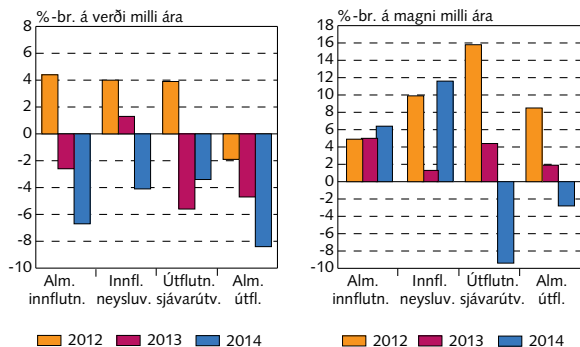 %-br. á verði milli ára
8
6
4
2
0
-2
-4
-6
-8
-10
Alm. innflutn.
Innfl. neysluv.
Útflutn. sjávarútv.
Alm. útfl.
2012 2013 2014
%-br. á magni milli ára
18
16
14
12
10
8
6
4
2
0
-2
-4
-6
-8
-10
Alm. innflutn.
Innfl. neysluv.
Útflutn. sjávarútv.
Alm. útfl.
2012 2013 2014